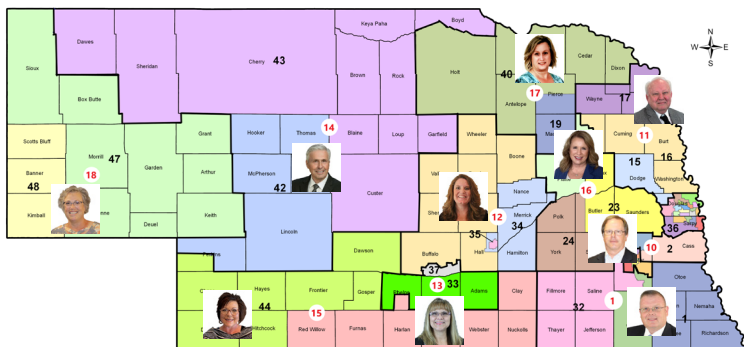 Boyd
Keya Paha
Dawes
Sioux
Sheridan
Cherry 43
Brown
Rock
Holt
40
Cedar
Dixon
N
W E
S
Box Butte
17
Antelope
Pierce
Wayne
17
Scotts Bluff
Grant
Hooker
Thomas
14
Blaine
Loup
Garfield
Wheeler
19
Cuming
11
Burt
Banner
Morrill 47
Garden
Arthur
McPherson
Boone
15
16
48
18
42
Dodge
Washington
Kimball
Deuel
Keith
Lincoln
Custer
Nance
16
12
Merrick
34
Polk
Butler
23
Saunders
36
Sarpy
Perkins
Dawson
Buffalo
35
Hall
Hamilton
York
24
10
2
Cass
37
Hayes
44
Frontier
Gosper
Phelps
13
33
Adams
Clay
Fillmore
Saline
32
1
Otoe
Hitchcock
15
Red Willow
Furnas
Harlan
Webster
Nuckolls
Thayer
Jefferson
1
Nemaha
Richardson